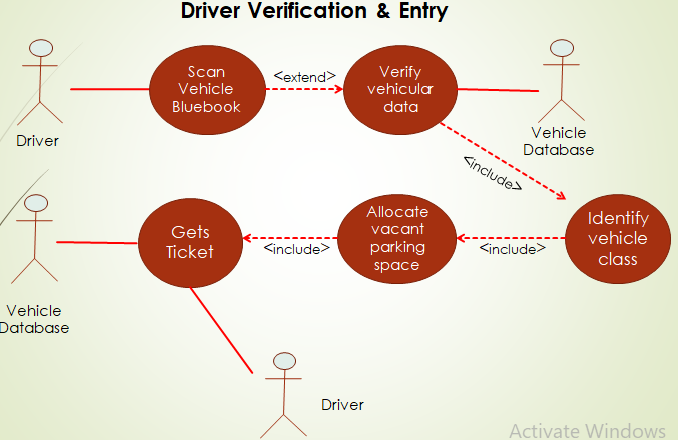 Driver Verification & Entry
Scan
Vehicle
Bluebook
<extend>
Verify
vehicular
data
Driver
Vehicle
Database
<include>
Gets
Ticket
<include>
Allocate
vacant
parking
space
<include>
Identify
vehicle
class
Vehicle
Database
Driver
Activate Windows